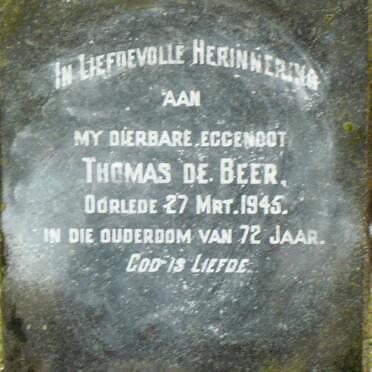 IN LIEFDEVOLLE HERINNERING
AAN
MY DIERBARE EGGENOOT
THOMAS DE BEER,
OORLEDE 27 MRT. 1945.
IN DIE OUDERDOM VAN 72 JAAR.
GOD IS LIEFDE.